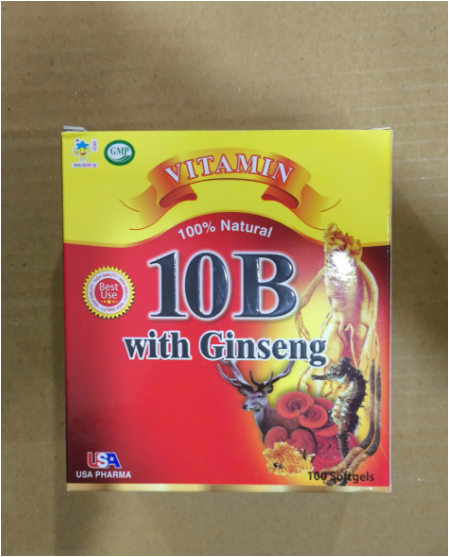 GMP
VITAMIN
100% Natural
10B
with Ginseng
Best
Use
USA
USA PHARMA
100 Softgels